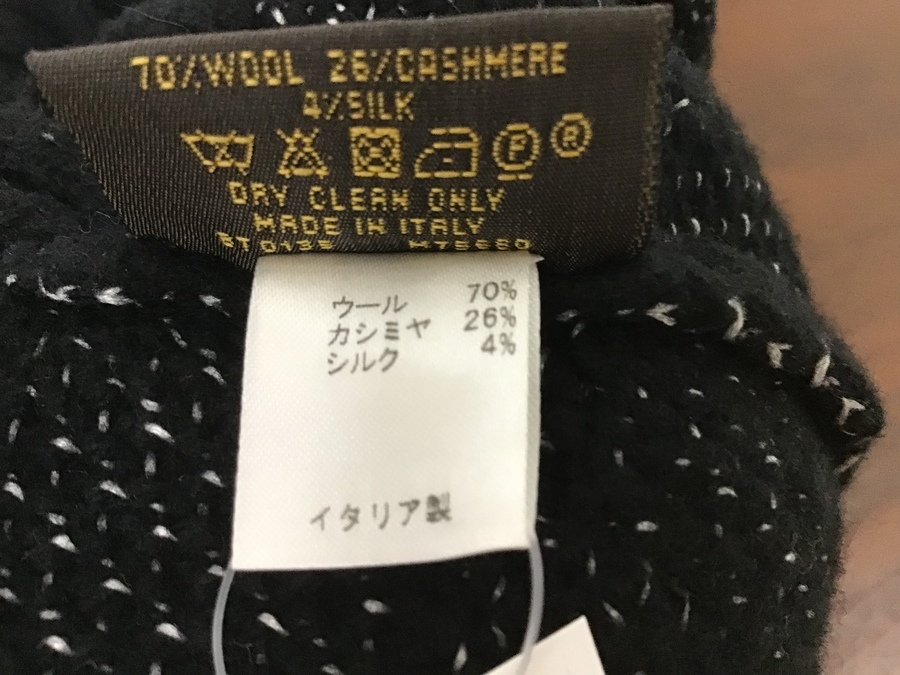 70%WOOL 26%CASHMERE
4%SILK
P R
DRY CLEAN ONLY
MADE IN ITALY
ウール 70%
カシミヤ 26%
シルク 4%
イタリア製